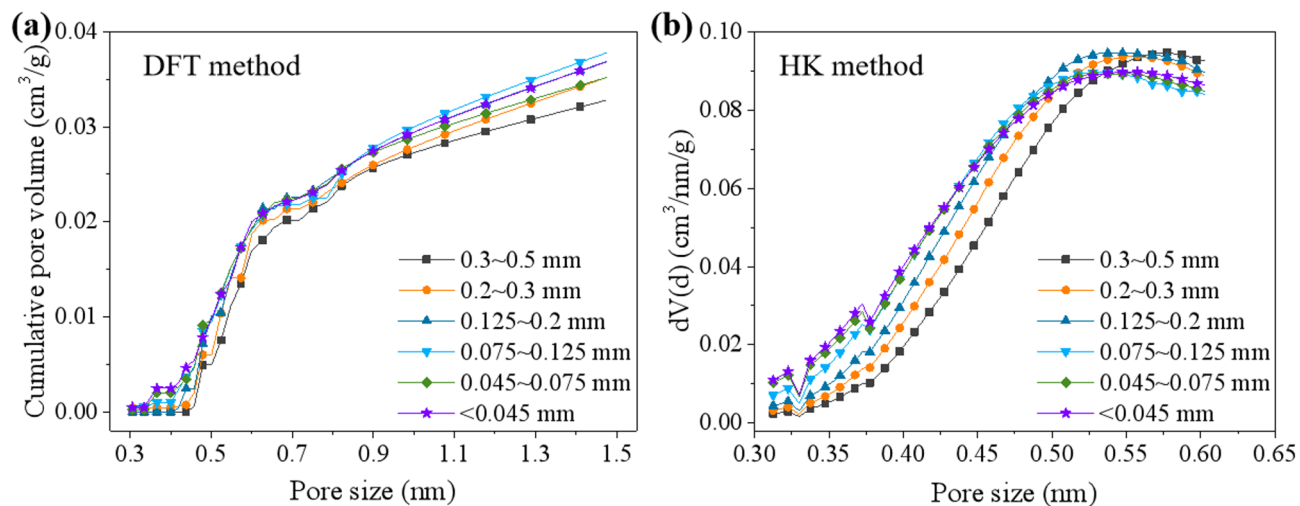 (a)
DFT method
Cumulative pore volume (cm³/g)
0.04
0.03
0.02
0.01
0.00
0.3~0.5 mm
0.2~0.3 mm
0.125~0.2 mm
0.075~0.125 mm
0.045~0.075 mm
<0.045 mm
0.3 0.5 0.7 0.9 1.1 1.3 1.5
Pore size (nm)
(b)
HK method
dV(d) (cm³/nm/g)
0.10
0.08
0.06
0.04
0.02
0.00
0.3~0.5 mm
0.2~0.3 mm
0.125~0.2 mm
0.075~0.125 mm
0.045~0.075 mm
<0.045 mm
0.30 0.35 0.40 0.45 0.50 0.55 0.60 0.65
Pore size (nm)